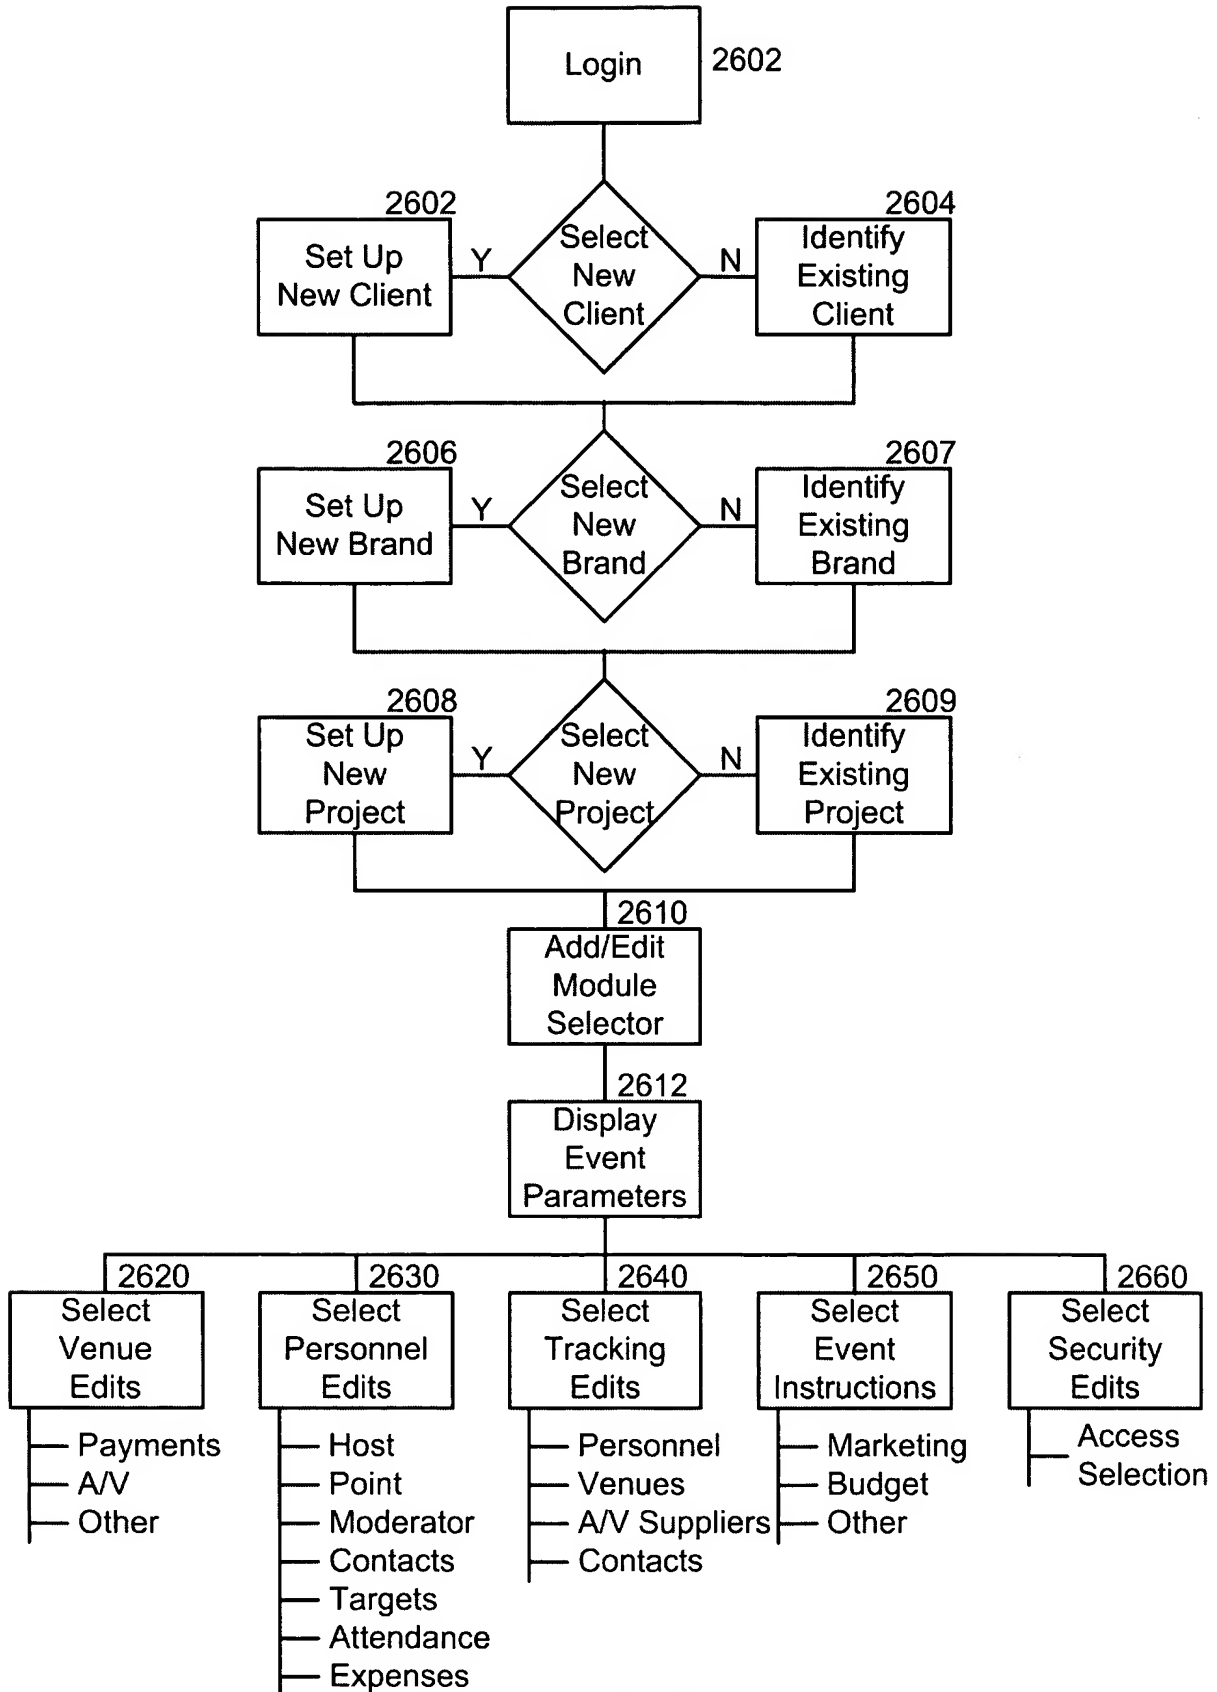 Login
2602
2602
Set Up
New Client
Y
Select
New
Client
N
2604
Identify
Existing
Client
2606
Set Up
New Brand
Y
Select
New
Brand
N
2607
Identify
Existing
Brand
2608
Set Up
New
Project
Y
Select
New
Project
N
2609
Identify
Existing
Project
2610
Add/Edit
Module
Selector
2612
Display
Event
Parameters
2620
Select
Venue
Edits
Payments
A/V
Other
2630
Select
Personnel
Edits
Host
Point
Moderator
Contacts
Targets
Attendance
Expenses
2640
Select
Tracking
Edits
Personnel
Venues
A/V Suppliers
Contacts
2650
Select
Event
Instructions
Marketing
Budget
Other
2660
Select
Security
Edits
Access
Selection